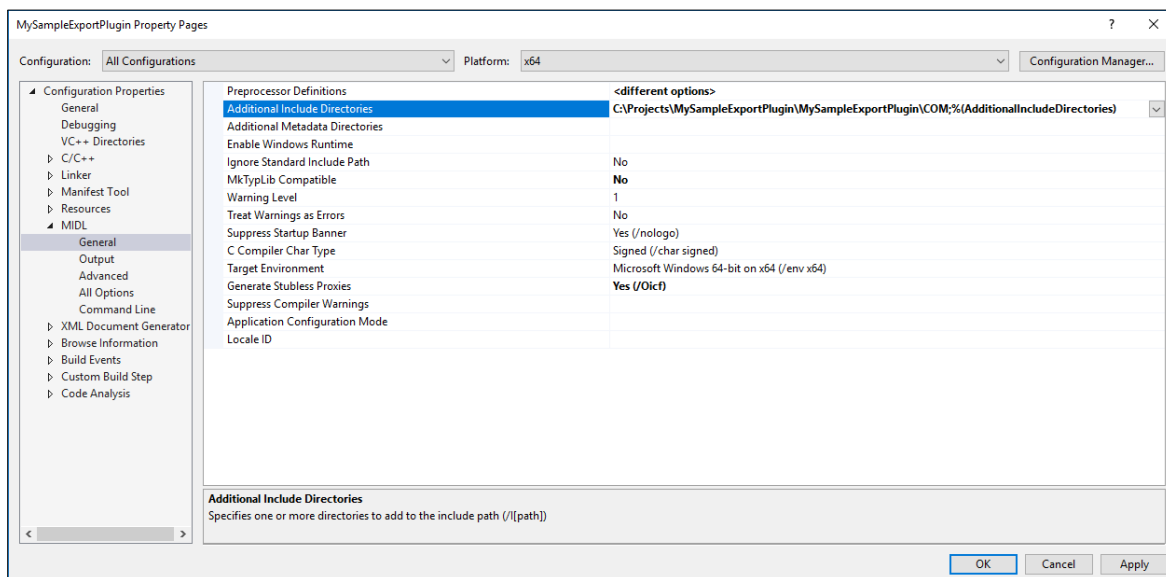 MySampleExportPlugin Property Pages
Configuration: All Configurations Platform: x64 Configuration Manager...
Configuration Properties
General
Debugging
VC++ Directories
C/C++
Linker
Manifest Tool
Resources
MIDL
General
Output
Advanced
All Options
Command Line
XML Document Generator
Browse Information
Build Events
Custom Build Step
Code Analysis
Preprocessor Definitions <different options>
Additional Include Directories C:\Projects\MySampleExportPlugin\MySampleExportPlugin\COM;%(AdditionalIncludeDirectories)
Additional Metadata Directories
Enable Windows Runtime
Ignore Standard Include Path No
MkTypLib Compatible No
Warning Level 1
Treat Warnings as Errors No
Suppress Startup Banner Yes (/nologo)
C Compiler Char Type Signed (/char signed)
Target Environment Microsoft Windows 64-bit on x64 (/env x64)
Generate Stubless Proxies Yes (/Oicf)
Suppress Compiler Warnings
Application Configuration Mode
Locale ID
Additional Include Directories
Specifies one or more directories to add to the include path (/I[path])
OK Cancel Apply